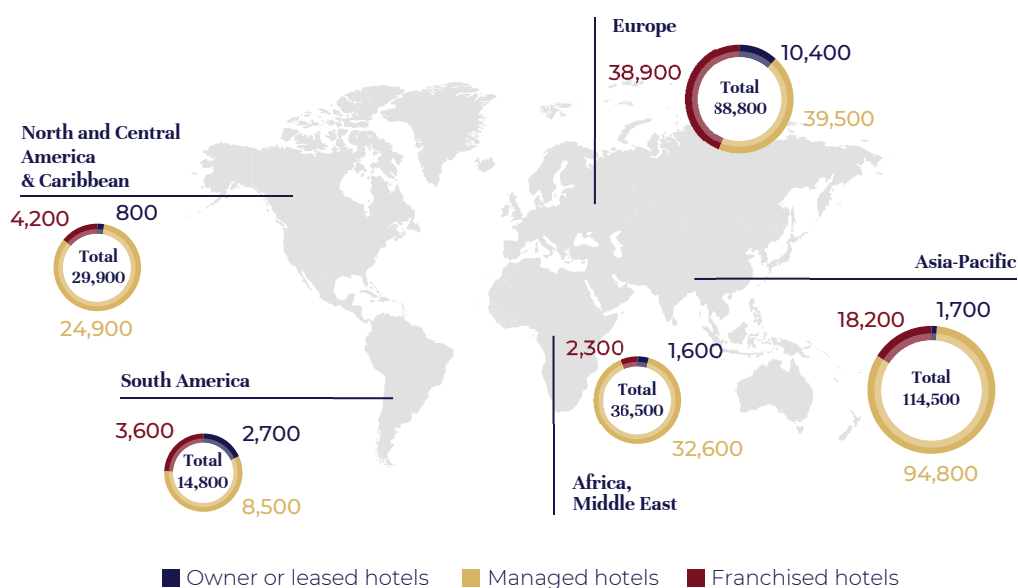 Europe
10,400
38,900
Total
88,800
39,500
North and Central
America
& Caribbean
4,200
800
Total
29,900
24,900
Asia-Pacific
18,200
1,700
Total
114,500
94,800
2,300
1,600
Total
36,500
32,600
Africa,
Middle East
South America
3,600
2,700
Total
14,800
8,500
Owner or leased hotels
Managed hotels
Franchised hotels